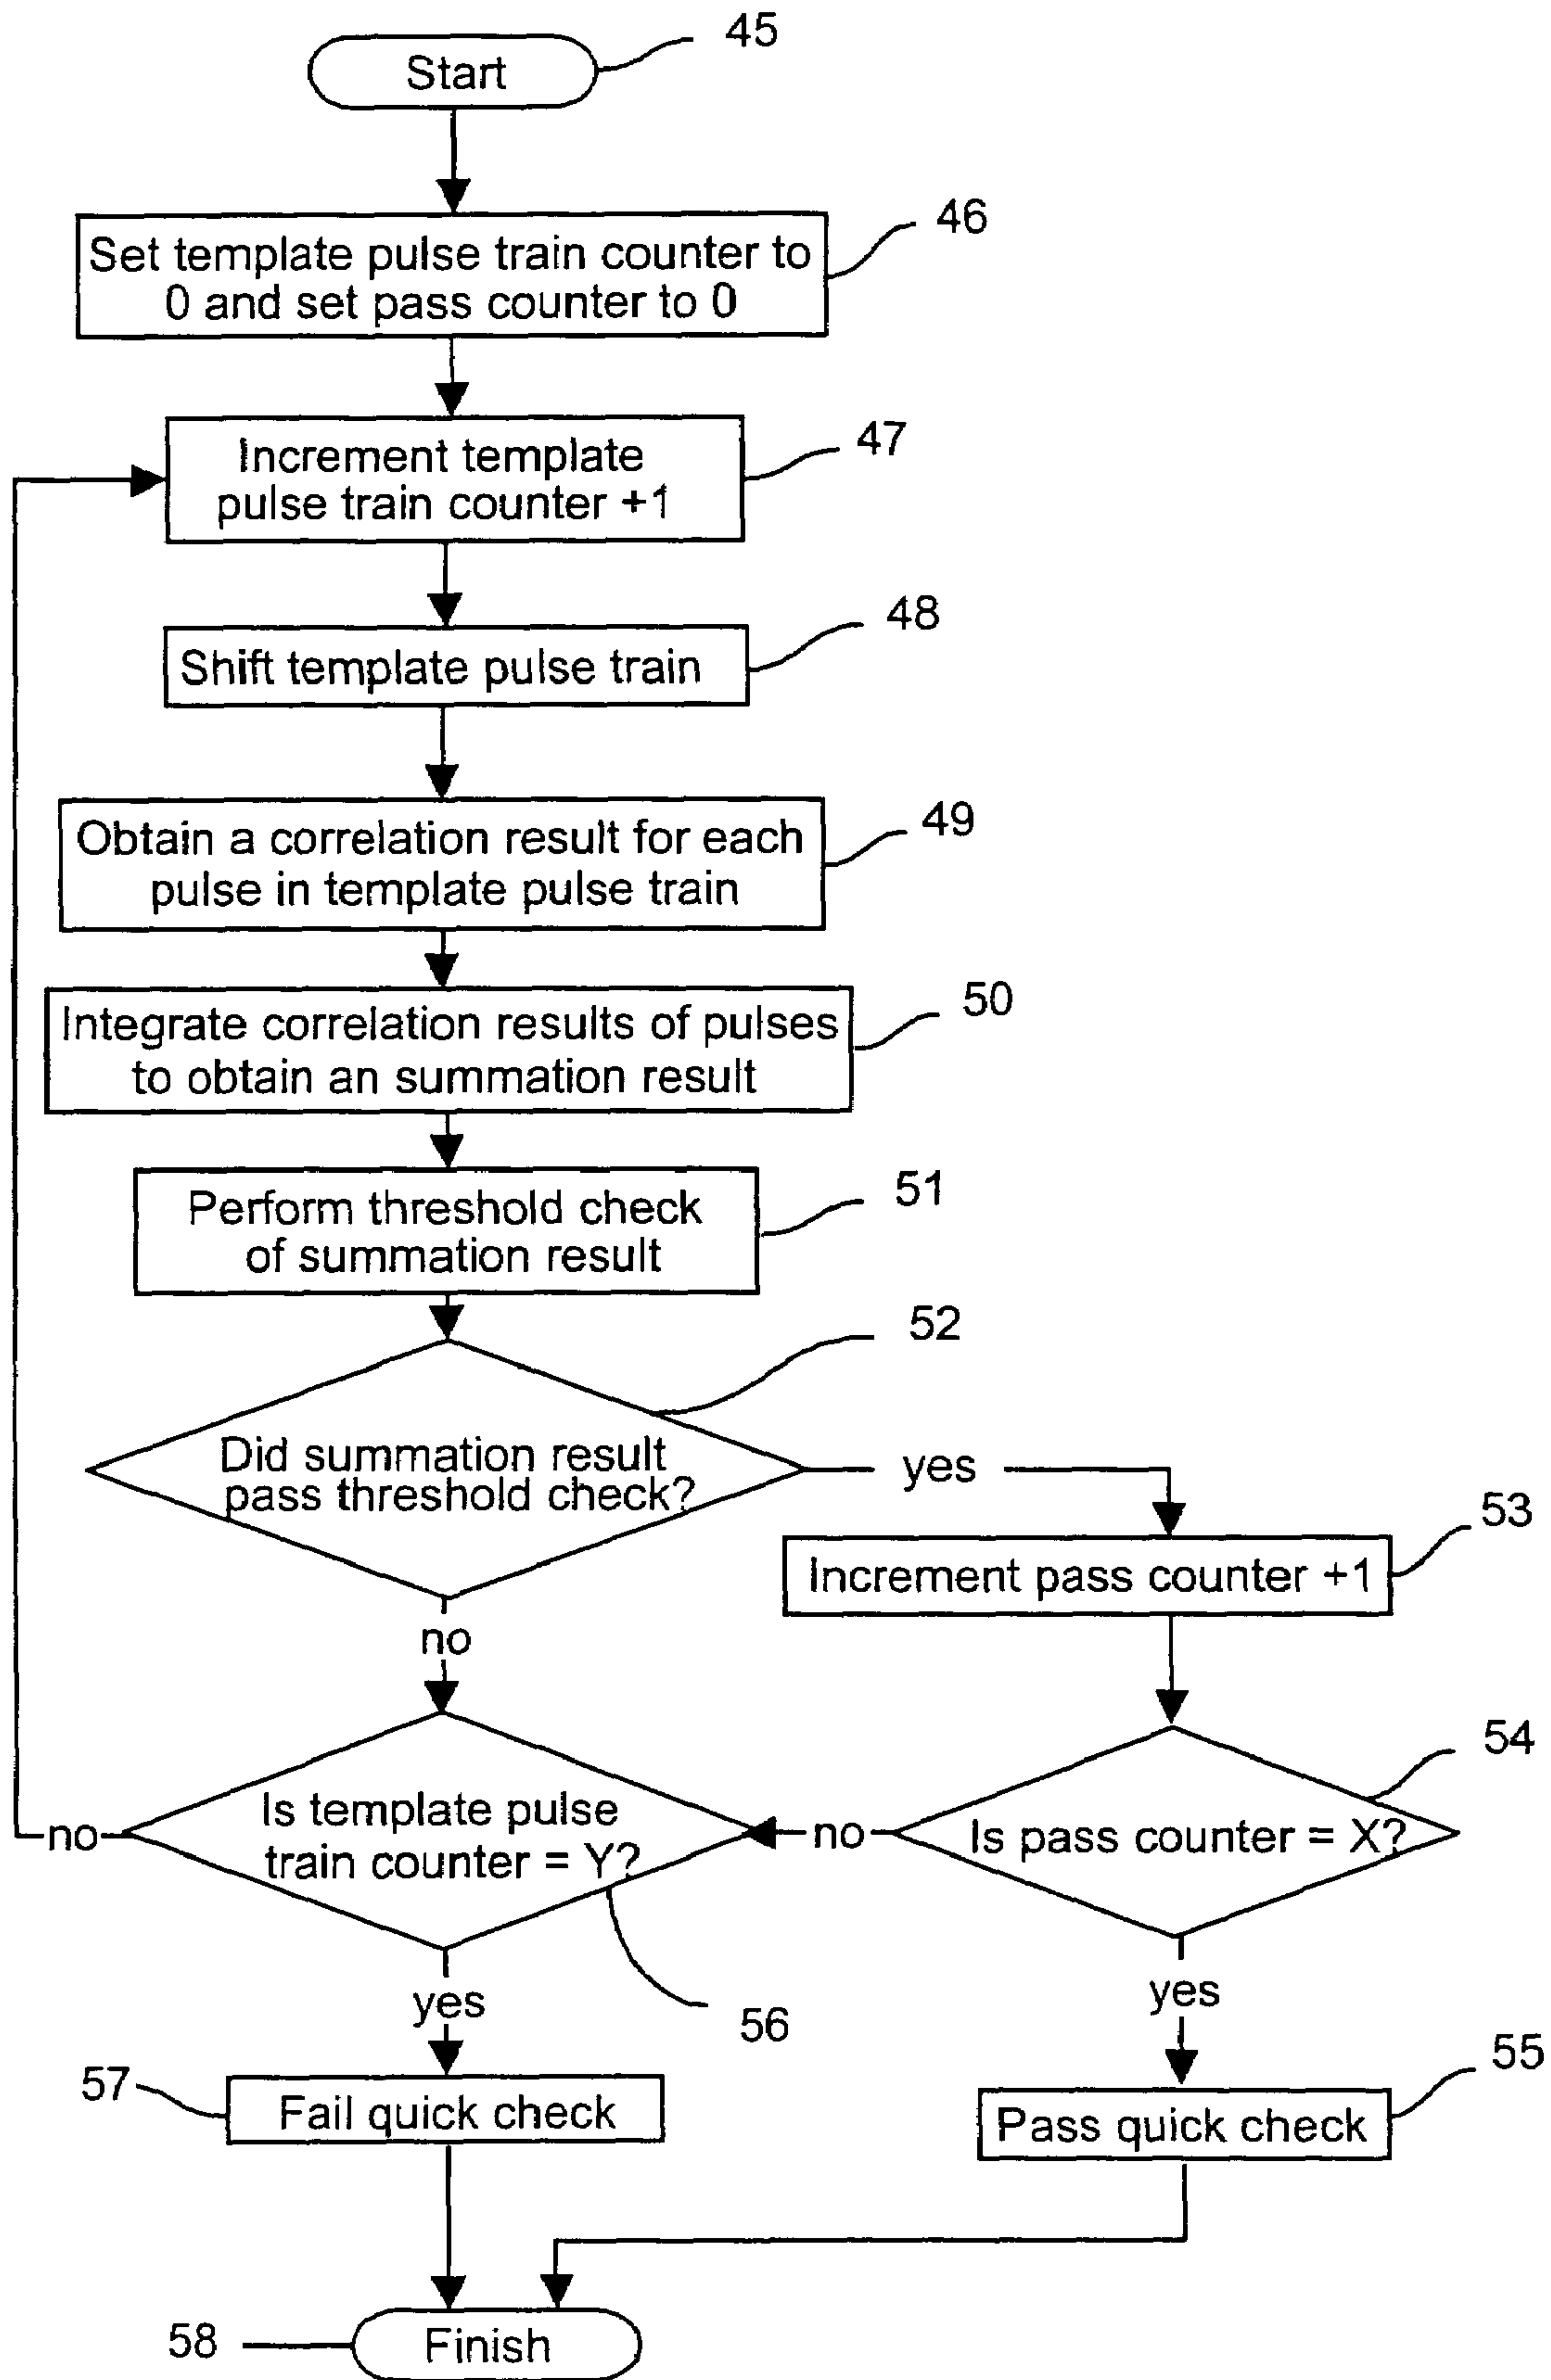 Start
45
Set template pulse train counter to
0 and set pass counter to 0
46
Increment template
pulse train counter +1
47
Shift template pulse train
48
Obtain a correlation result for each
pulse in template pulse train
49
Integrate correlation results of pulses
to obtain an summation result
50
Perform threshold check
of summation result
51
52
Did summation result
pass threshold check?
yes
no
53
Increment pass counter +1
54
Is pass counter = X?
no
Is template pulse
train counter = Y?
no
56
yes
yes
57
Fail quick check
55
Pass quick check
58
Finish